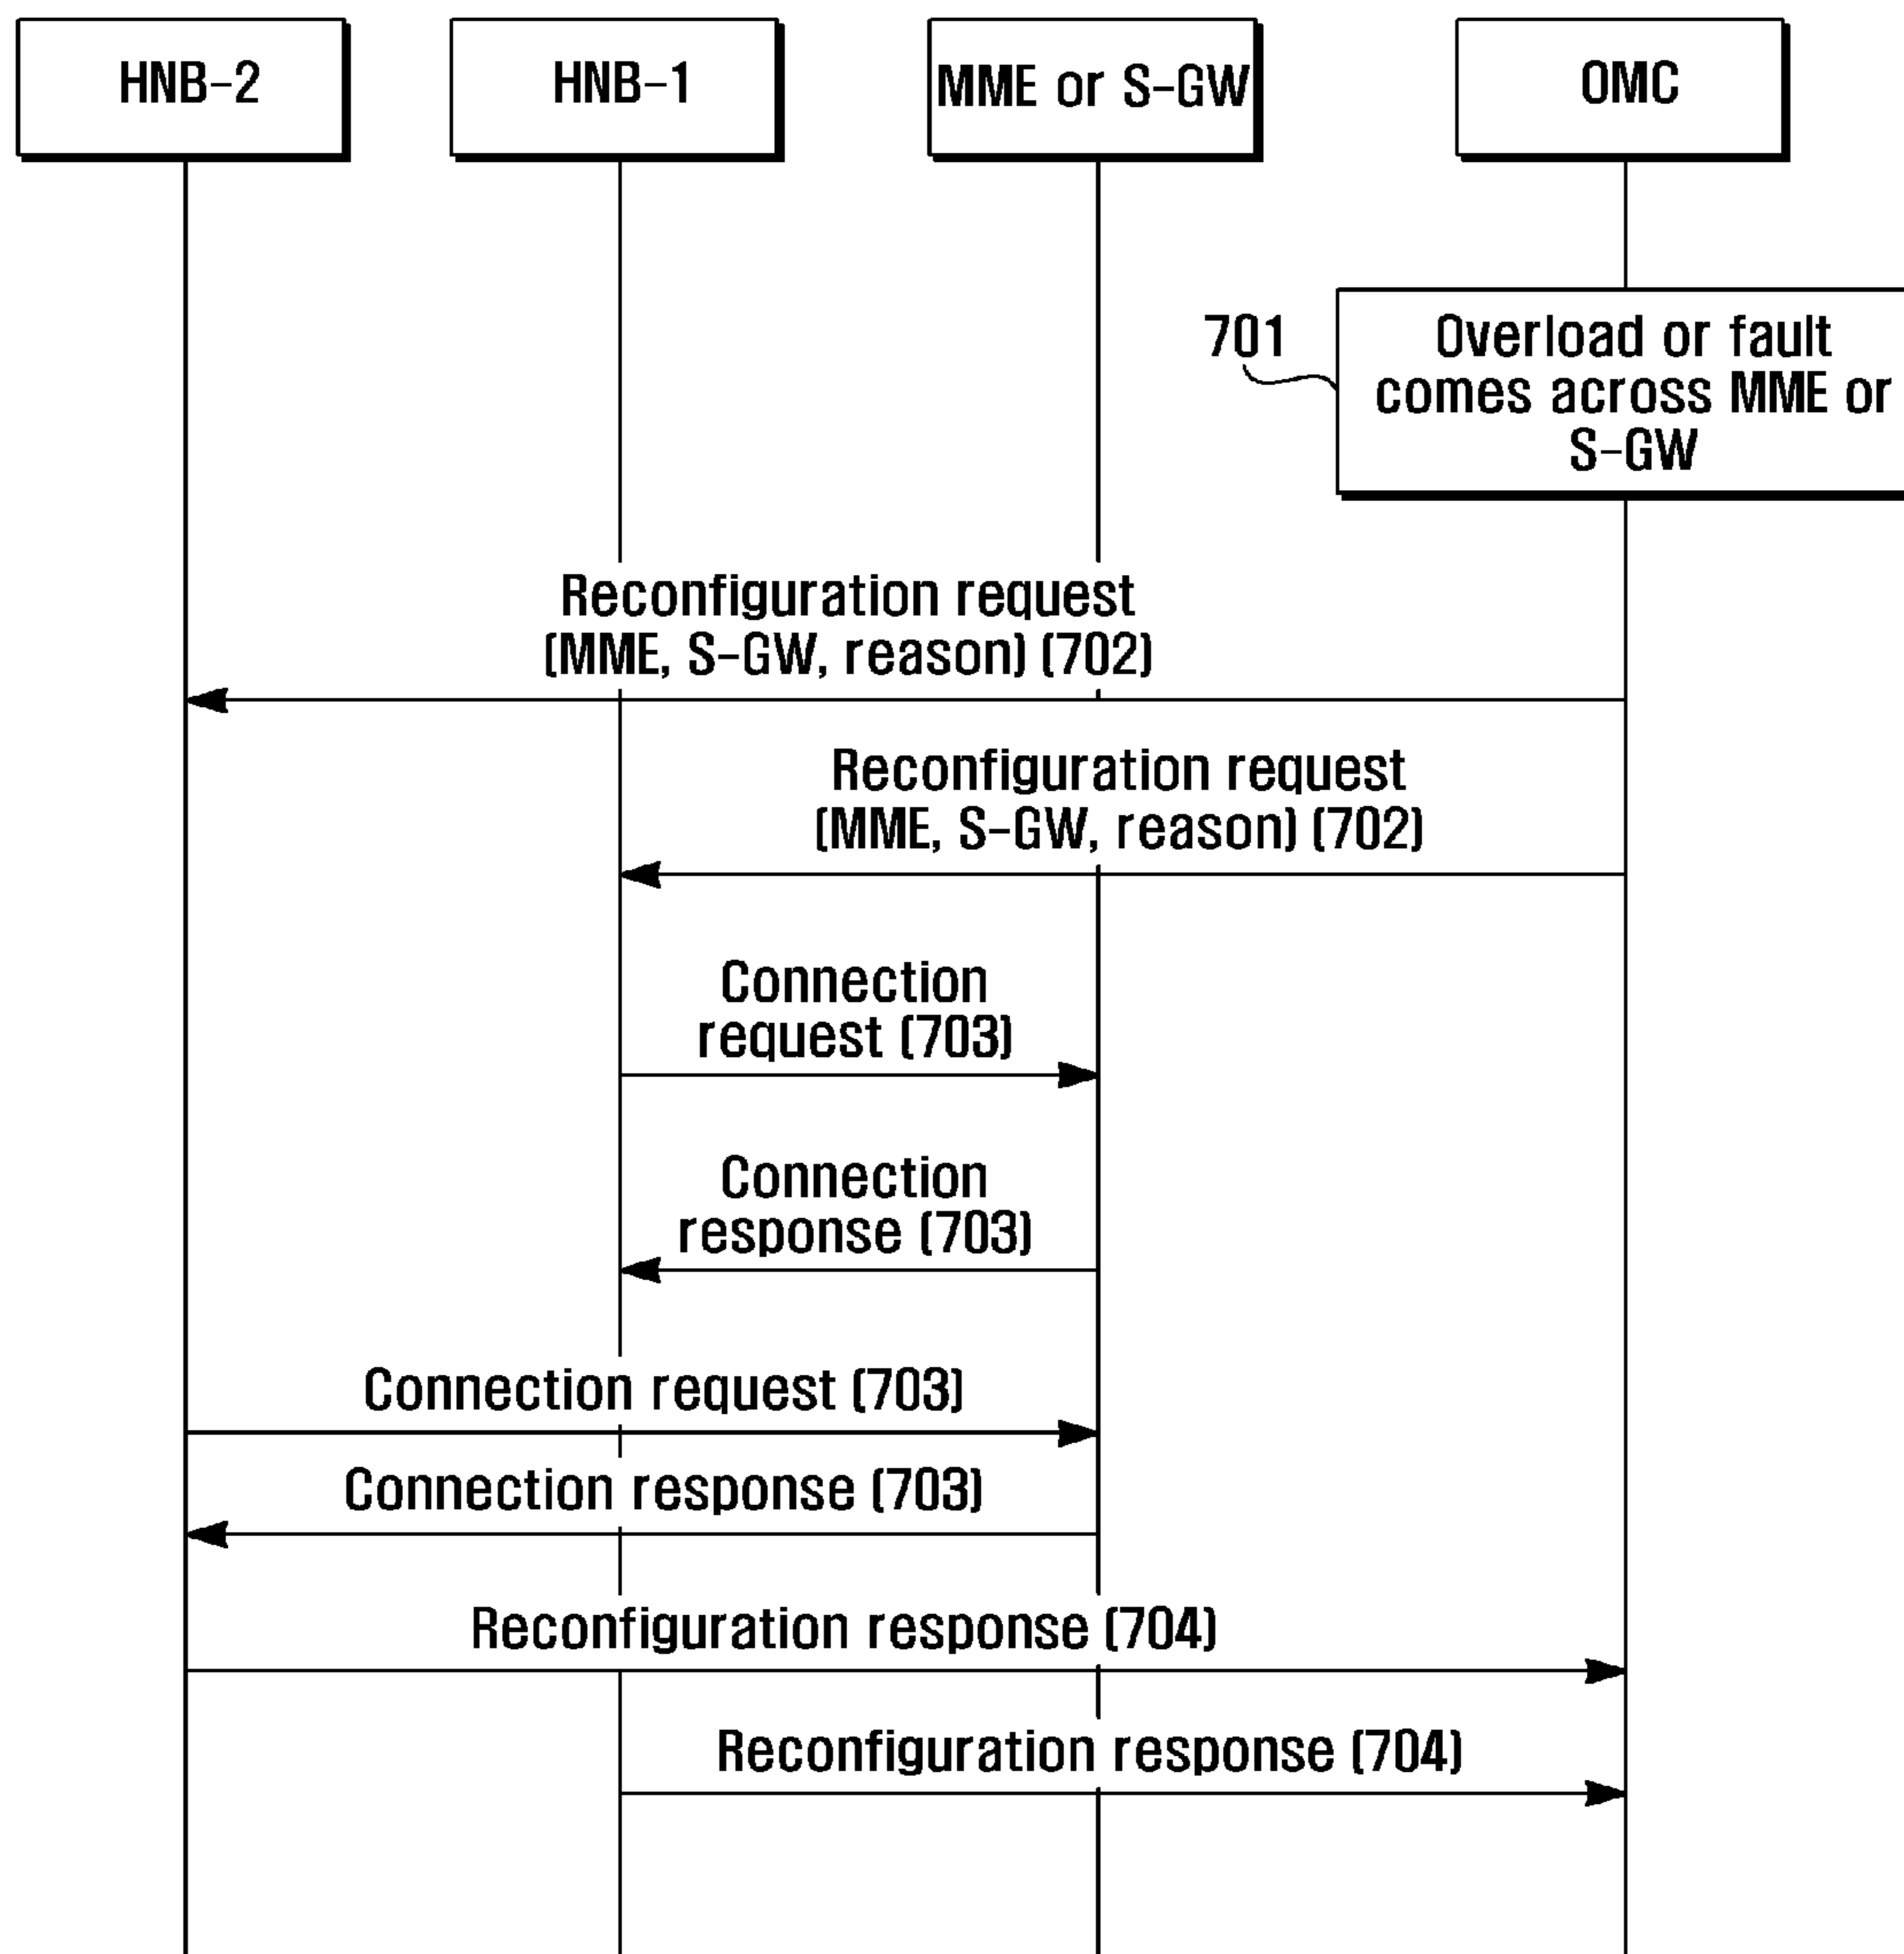 HNB-2
HNB-1
MME or S-GW
OMC
701
Overload or fault
comes across MME or
S-GW
Reconfiguration request
(MME, S-GW, reason) (702)
Reconfiguration request
(MME, S-GW, reason) (702)
Connection
request (703)
Connection
response (703)
Connection request (703)
Connection response (703)
Reconfiguration response (704)
Reconfiguration response (704)